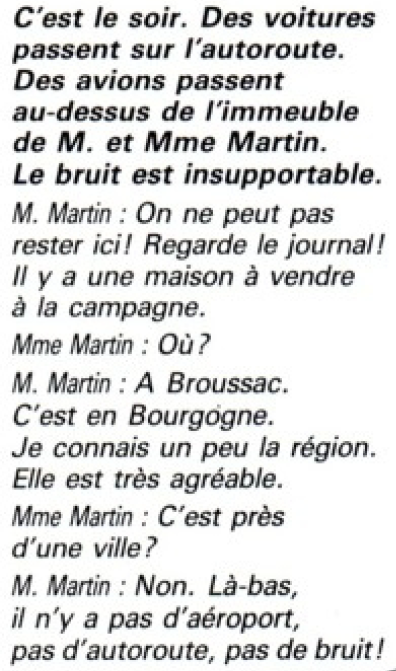 C'est le soir. Des voitures
passent sur l'autoroute.
Des avions passent
au-dessus de l'immeuble
de M. et Mme Martin.
Le bruit est insupportable.
M. Martin : On ne peut pas
rester ici! Regarde le journal!
Il y a une maison à vendre
à la campagne.
Mme Martin : Où?
M. Martin : A Broussac.
C'est en Bourgogne.
Je connais un peu la région.
Elle est très agréable.
Mme Martin : C'est près
d'une ville?
M. Martin : Non. Là-bas,
il n'y a pas d'aéroport,
pas d'autoroute, pas de bruit!